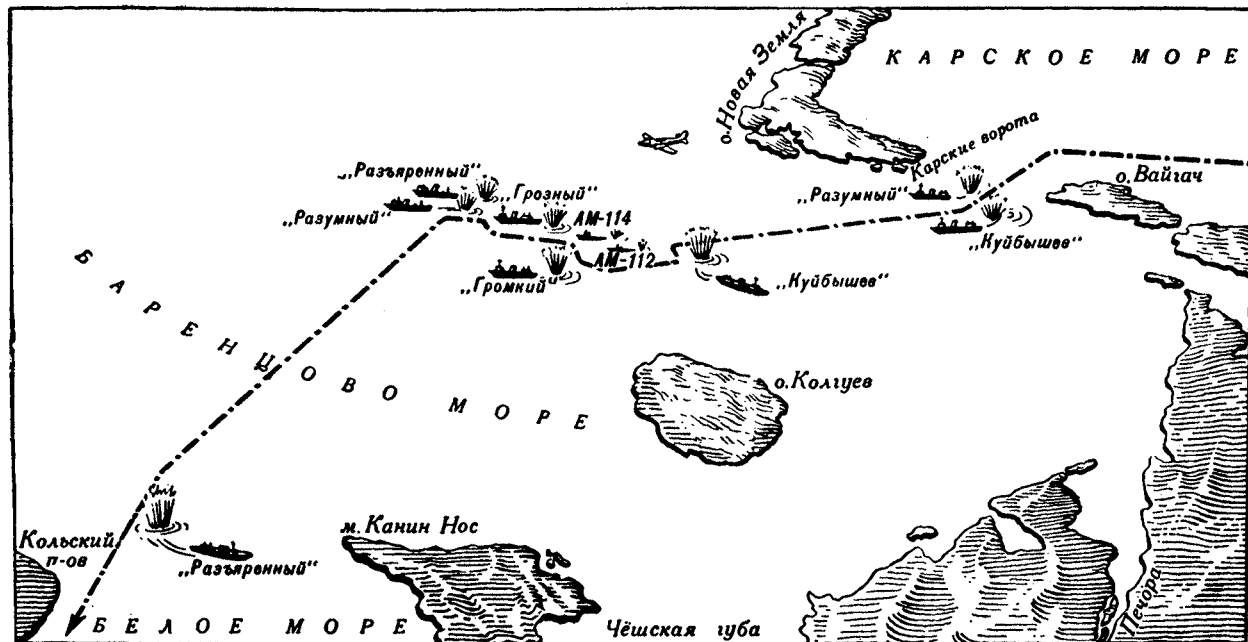 КАРСКОЕ МОРЕ
о.Новая Земля
Карские ворота
о.Вайгач
„Разъяренный"
„Грозный"
„Разумный"
„Разумный"
АМ-114
„Куйбышев"
АМ-112
„Громкий"
„Куйбышев"
БАРЕНЦОВО МОРЕ
о.Колгуев
м.Канин Нос
Кольский
п-ов
„Разъяренный"
Печора
БЕЛОЕ МОРЕ
Чёшская губа